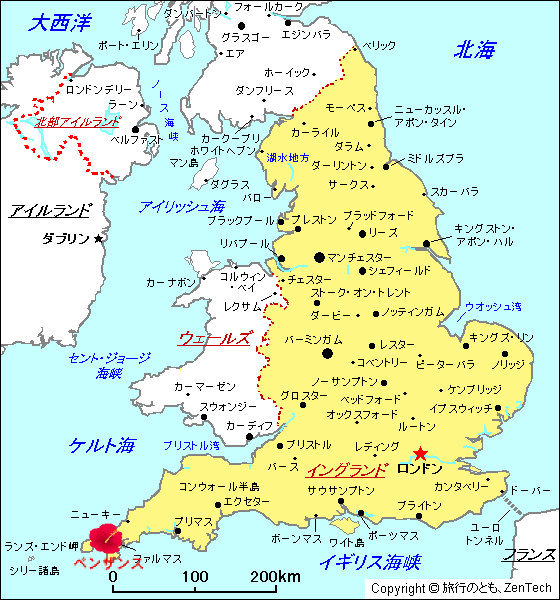 ダンバートン
フォールカーク
大西洋
グラスゴー
エジンバラ
ポート・エリン
エア
ベリック
北海
ホーイック
ノース海峡
ロンドンデリー
ダンフリース
ラーン
モーペス
ニューカッスル・
アポン・タイン
北部アイルランド
カークーブリ
カーライル
ベルファスト
ホワイトヘブン
ダラム
湖水地方
マン島
ダーリントン
ミドルズブラ
ダグラス
サークス
スカーバラ
バロー
アイリッシュ海
アイルランド
ブラックプール
プレストン
ブラッドフォード
リーズ
キングストン・
アポン・ハル
ダブリン
リバプール
マンチェスター
シェフィールド
カーナボン
コルウィン・
ベイ
チェスター
レクサム
ストーク・オン・トレント
ウオッシュ湾
ダービー
ノッティンガム
ウェールズ
キングス・リン
バーミンガム
レスター
ノリッジ
セント・ジョージ
海峡
コベントリー
ピーターバラ
カーマーゼン
ノーサンプトン
ケンブリッジ
ベッドフォード
グロスター
イプスウィッチ
スウォンジー
オックスフォード
ルートン
カーディフ
ケルト海
ブリストル湾
ブリストル
レディング
ロンドン
バース
イングランド
カンタベリー
コンウォール半島
サウサンプトン
ドーバー
エクセター
ニューキー
プリマス
ブライトン
ボーンマス
ポーツマス
ユーロ
トンネル
ワイト島
ランズ・エンド岬
ペンザンス
ファルマス
シリー諸島
イギリス海峡
フランス
0 100 200km
Copyright © 旅行のとも、ZenTech